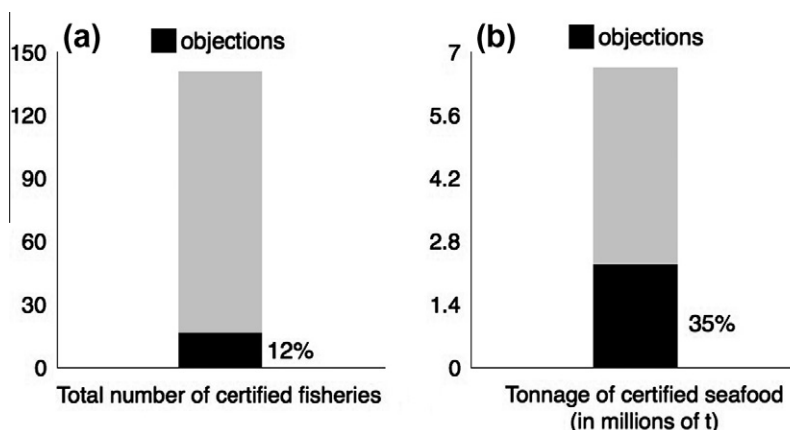 (a)
objections
150
120
90
60
30
0
12%
Total number of certified fisheries
(b)
objections
7
5.6
4.2
2.8
1.4
0
35%
Tonnage of certified seafood
(in millions of t)